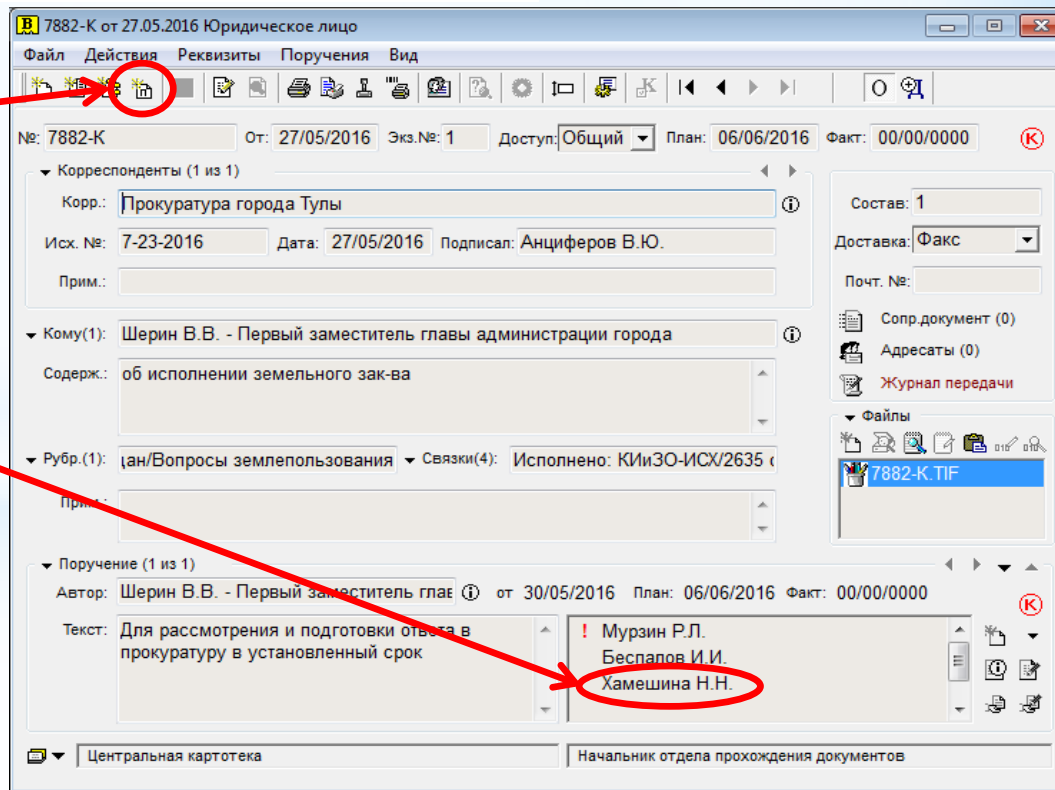 7882-К от 27.05.2016 Юридическое лицо
Файл Действия Реквизиты Поручения Вид
О
№: 7882-К От: 27/05/2016 Экз.№: 1 Доступ: Общий План: 06/06/2016 Факт: 00/00/0000 К
Корреспонденты (1 из 1)
Корр.: Прокуратура города Тулы
Состав: 1
Исх. №: 7-23-2016 Дата: 27/05/2016 Подписал: Анциферов В.Ю.
Доставка: Факс
Прим.:
Почт. №:
Кому(1): Шерин В.В. - Первый заместитель главы администрации города
Сопр.документ (0)
Адресаты (0)
Журнал передачи
Содерж.: об исполнении земельного зак-ва
Файлы
7882-K.TIF
Рубр.(1): цан/Вопросы землепользования Связки(4): Исполнено: КИиЗО-ИСХ/2635
Прим.:
Поручение (1 из 1)
Автор: Шерин В.В. - Первый заместитель глав от 30/05/2016 План: 06/06/2016 Факт: 00/00/0000 К
Текст: Для рассмотрения и подготовки ответа в
прокуратуру в установленный срок
! Мурзин Р.Л.
Беспалов И.И.
Хамешина Н.Н.
Центральная картотека
Начальник отдела прохождения документов